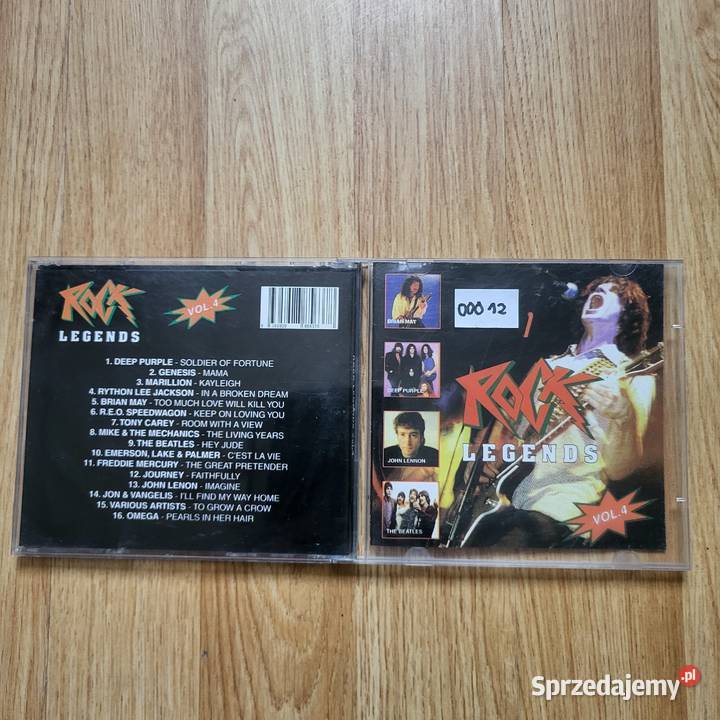 ROCK
LEGENDS
VOL.4
1. DEEP PURPLE - SOLDIER OF FORTUNE
2. GENESIS - MAMA
3. MARILLION - KAYLEIGH
4. RYTHON LEE JACKSON - IN A BROKEN DREAM
5. BRIAN MAY - TOO MUCH LOVE WILL KILL YOU
6. R.E.O. SPEEDWAGON - KEEP ON LOVING YOU
7. TONY CAREY - ROOM WITH A VIEW
8. MIKE & THE MECHANICS - THE LIVING YEARS
9. THE BEATLES - HEY JUDE
10. EMERSON, LAKE & PALMER - C'EST LA VIE
11. FREDDIE MERCURY - THE GREAT PRETENDER
12. JOURNEY - FAITHFULLY
13. JOHN LENON - IMAGINE
14. JON & VANGELIS - I'LL FIND MY WAY HOME
15. VARIOUS ARTISTS - TO GROW A CROW
16. OMEGA - PEARLS IN HER HAIR
BRIAN MAY
000 12
DEEP PURPLE
JOHN LENNON
THE BEATLES
ROCK
LEGENDS
VOL.4
Sprzedajemy.pl